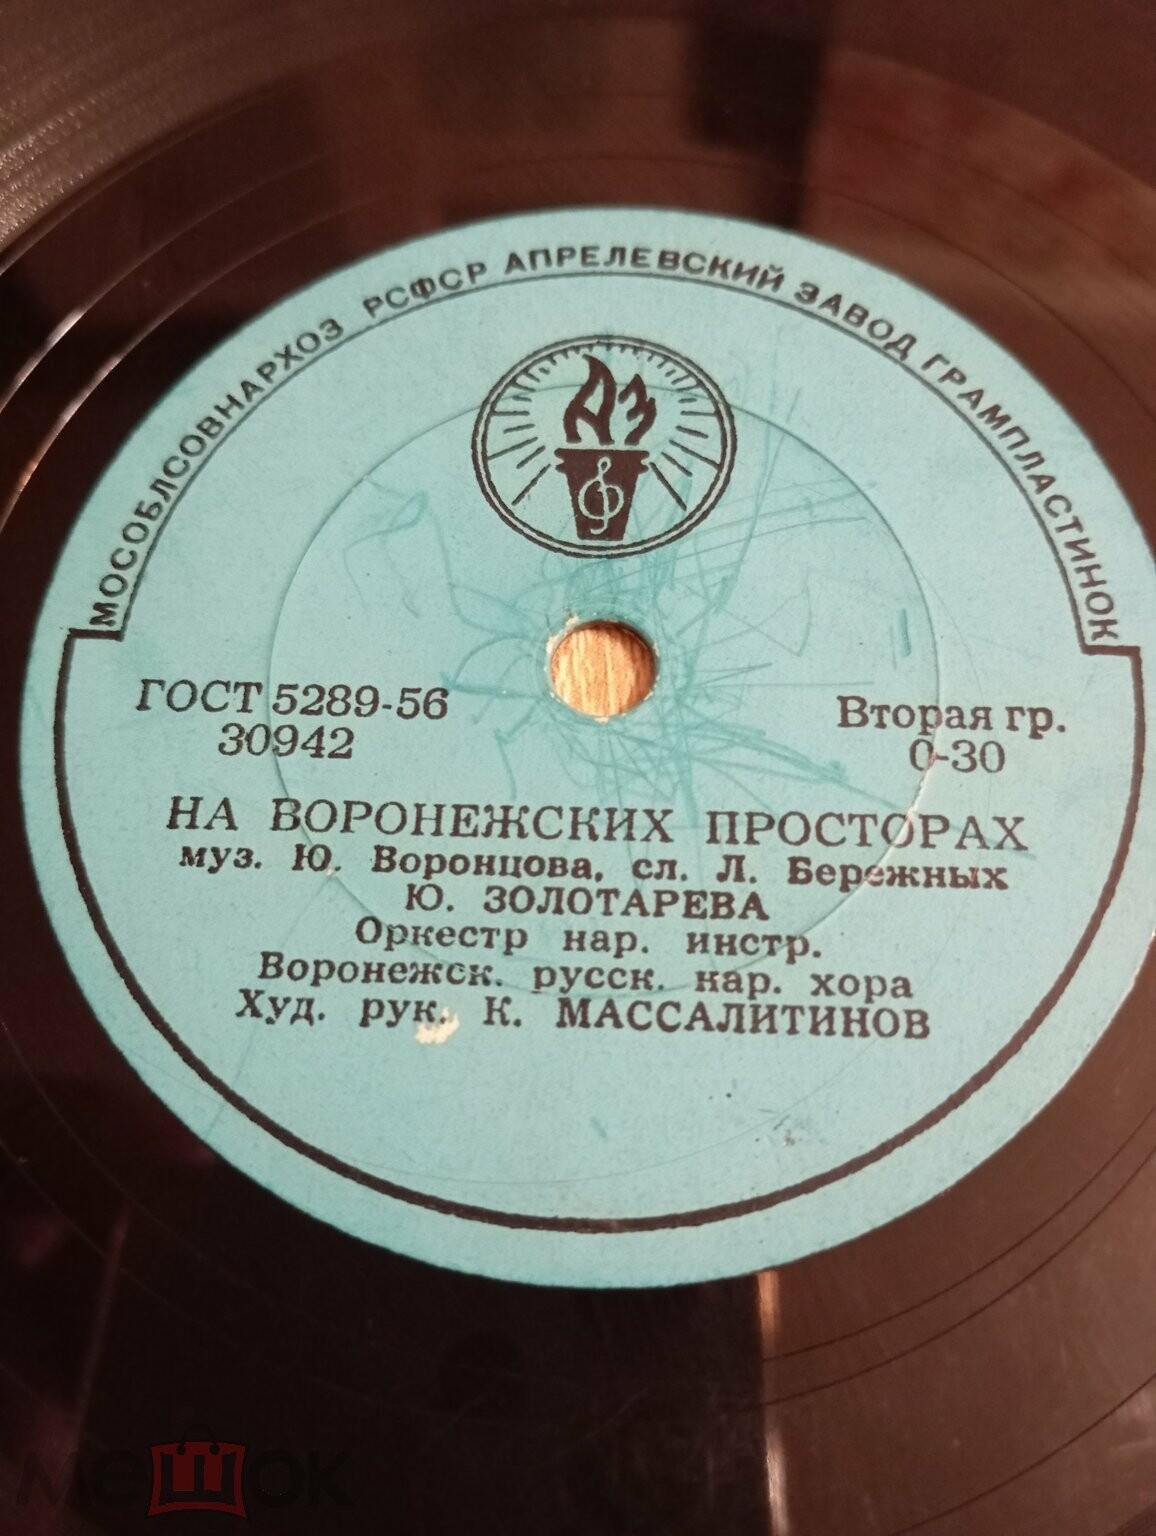 МОСОБЛСОВНАРХОЗ РСФСР АПРЕЛЕВСКИЙ ЗАВОД ГРАМПЛАСТИНОК
АЗ
ГОСТ 5289-56
30942
Вторая гр.
0-30
НА ВОРОНЕЖСКИХ ПРОСТОРАХ
муз. Ю. Воронцова, сл. Л. Бережных
Ю. ЗОЛОТАРЕВА
Оркестр нар. инстр.
Воронежск. русск. нар. хора
Худ. рук. К. МАССАЛИТИНОВ
мешок